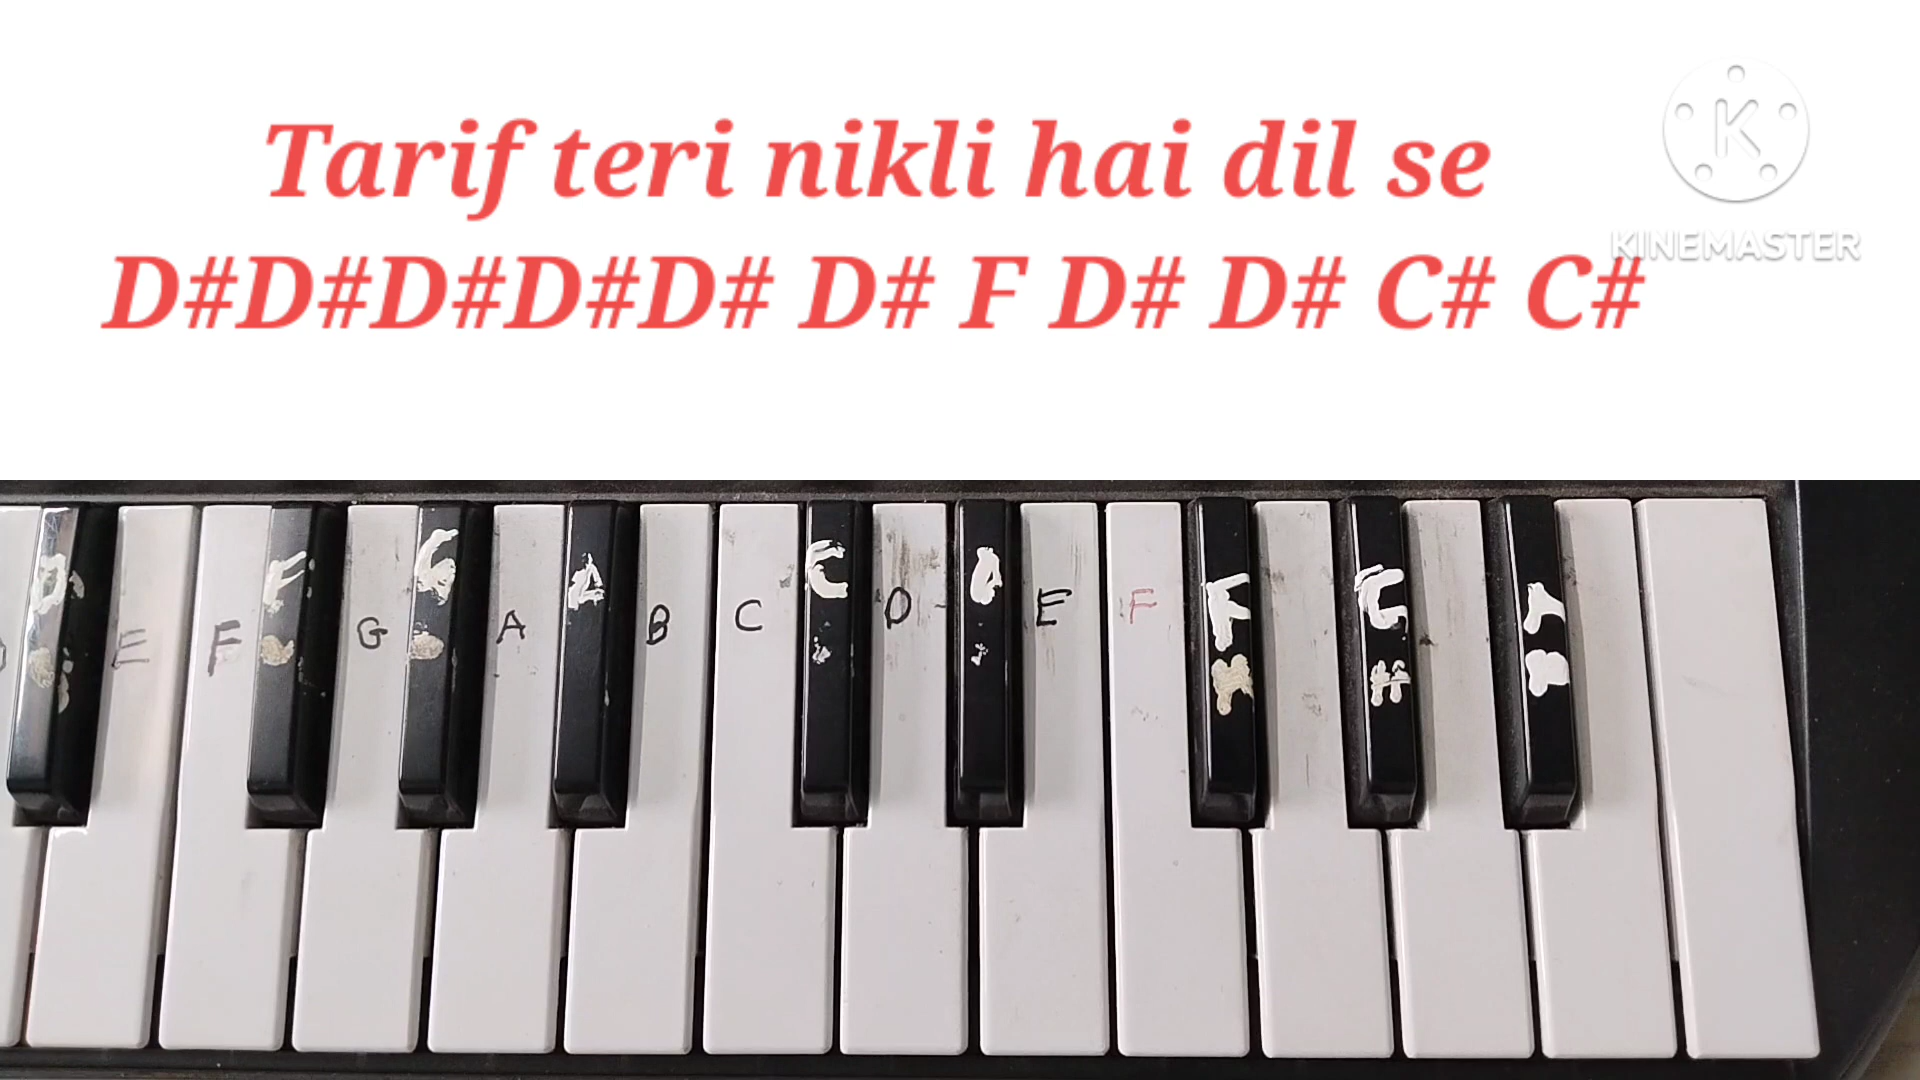 Tarif teri nikli hai dil se
D#D#D#D#D# D# F D# D# C# C#
K
KINEMASTER
D
F
G
A
C
E
F
G
A
B
C
D
E
F
#